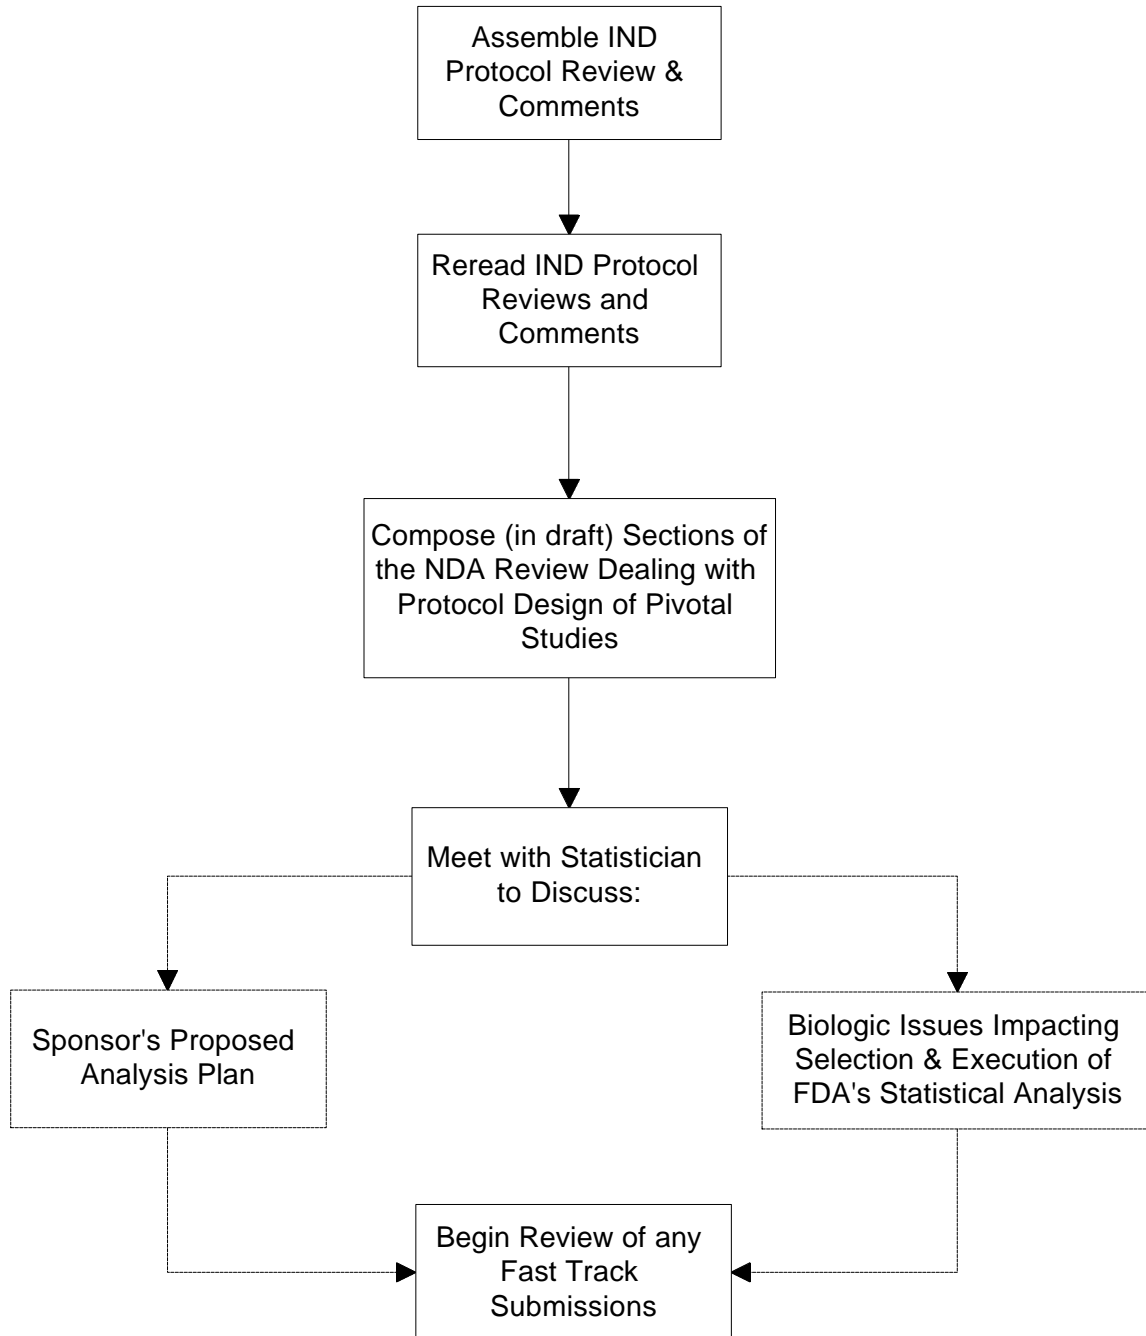 Assemble IND
Protocol Review &
Comments
Reread IND Protocol
Reviews and
Comments
Compose (in draft) Sections of
the NDA Review Dealing with
Protocol Design of Pivotal
Studies
Meet with Statistician
to Discuss:
Sponsor's Proposed
Analysis Plan
Biologic Issues Impacting
Selection & Execution of
FDA's Statistical Analysis
Begin Review of any
Fast Track
Submissions